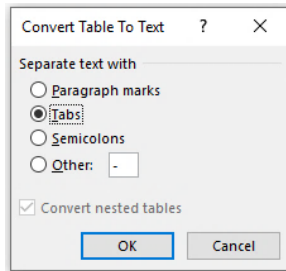 Convert Table To Text ? ×
Separate text with
Paragraph marks
Tabs
Semicolons
Other: -
Convert nested tables
OK Cancel